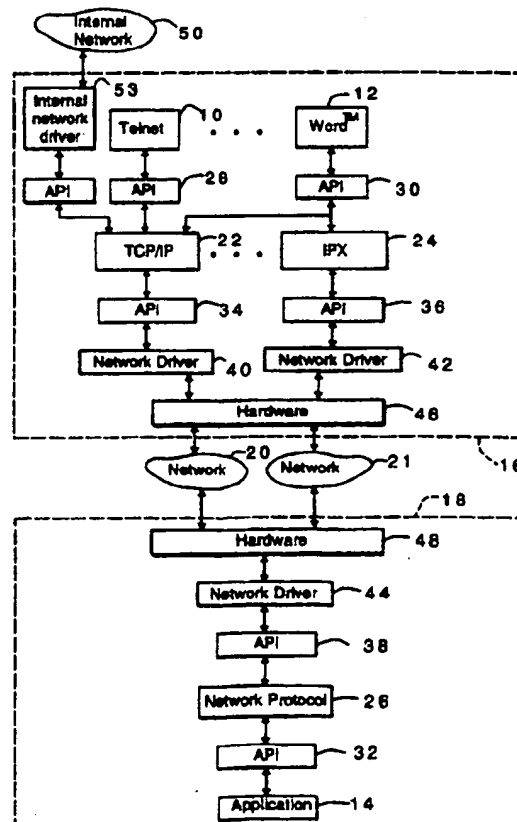 Internal
Network
50
53
Internal
network
driver
10
Telnet
12
Word™
API
API
28
API
30
TCP/IP
22
IPX
24
API
34
API
36
Network Driver
40
Network Driver
42
Hardware
46
Network
20
Network
21
16
18
Hardware
48
Network Driver
44
API
38
Network Protocol
26
API
32
Application
14